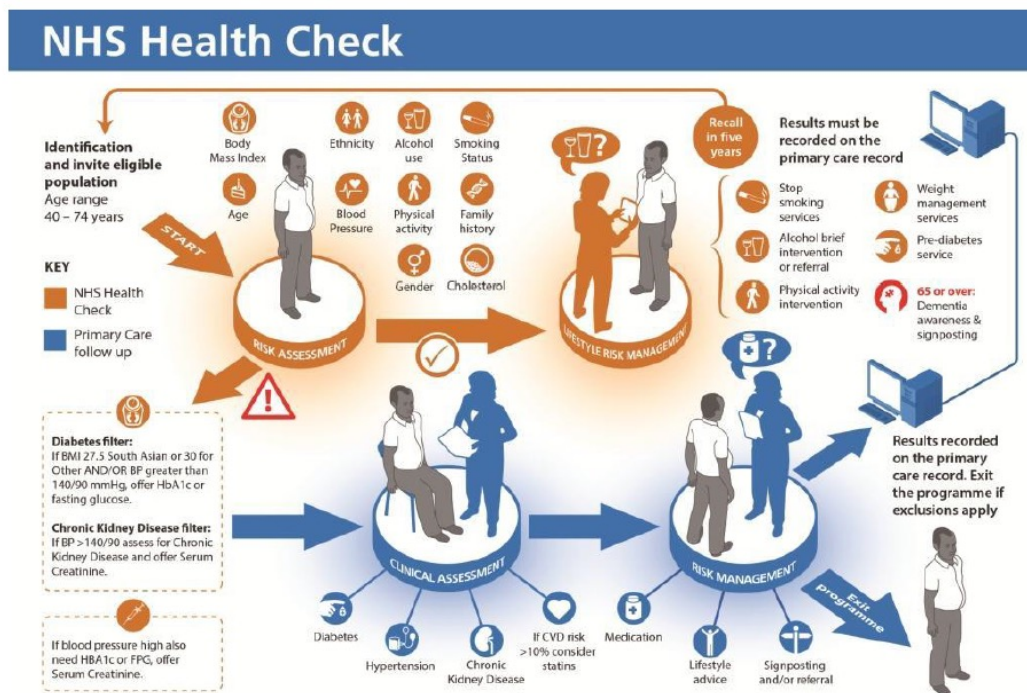 NHS Health Check
Identification
and invite eligible
population
Age range
40 – 74 years
START
KEY
NHS Health
Check
Primary Care
follow up
Body
Mass Index
Ethnicity
Alcohol
use
Smoking
Status
Age
Blood
Pressure
Physical
activity
Family
history
Gender
Cholesterol
RISK ASSESSMENT
?
LIFESTYLE RISK MANAGEMENT
Recall
in five
years
Results must be
recorded on the
primary care record
Stop
smoking
services
Weight
management
services
Alcohol brief
intervention
or referral
Pre-diabetes
service
Physical activity
intervention
65 or over:
Dementia
awareness &
signposting
!
Diabetes filter:
If BMI 27.5 South Asian or 30 for
Other AND/OR BP greater than
140/90 mmHg, offer HbA1c or
fasting glucose.
Chronic Kidney Disease filter:
If BP >140/90 assess for Chronic
Kidney Disease and offer Serum
Creatinine.
If blood pressure high also
need HBA1c or FPG, offer
Serum Creatinine.
CLINICAL ASSESSMENT
Diabetes
Hypertension
Chronic
Kidney Disease
If CVD risk
>10% consider
statins
?
RISK MANAGEMENT
Medication
Lifestyle
advice
Signposting
and/or referral
Results recorded
on the primary
care record. Exit
the programme if
exclusions apply
Exit
programme